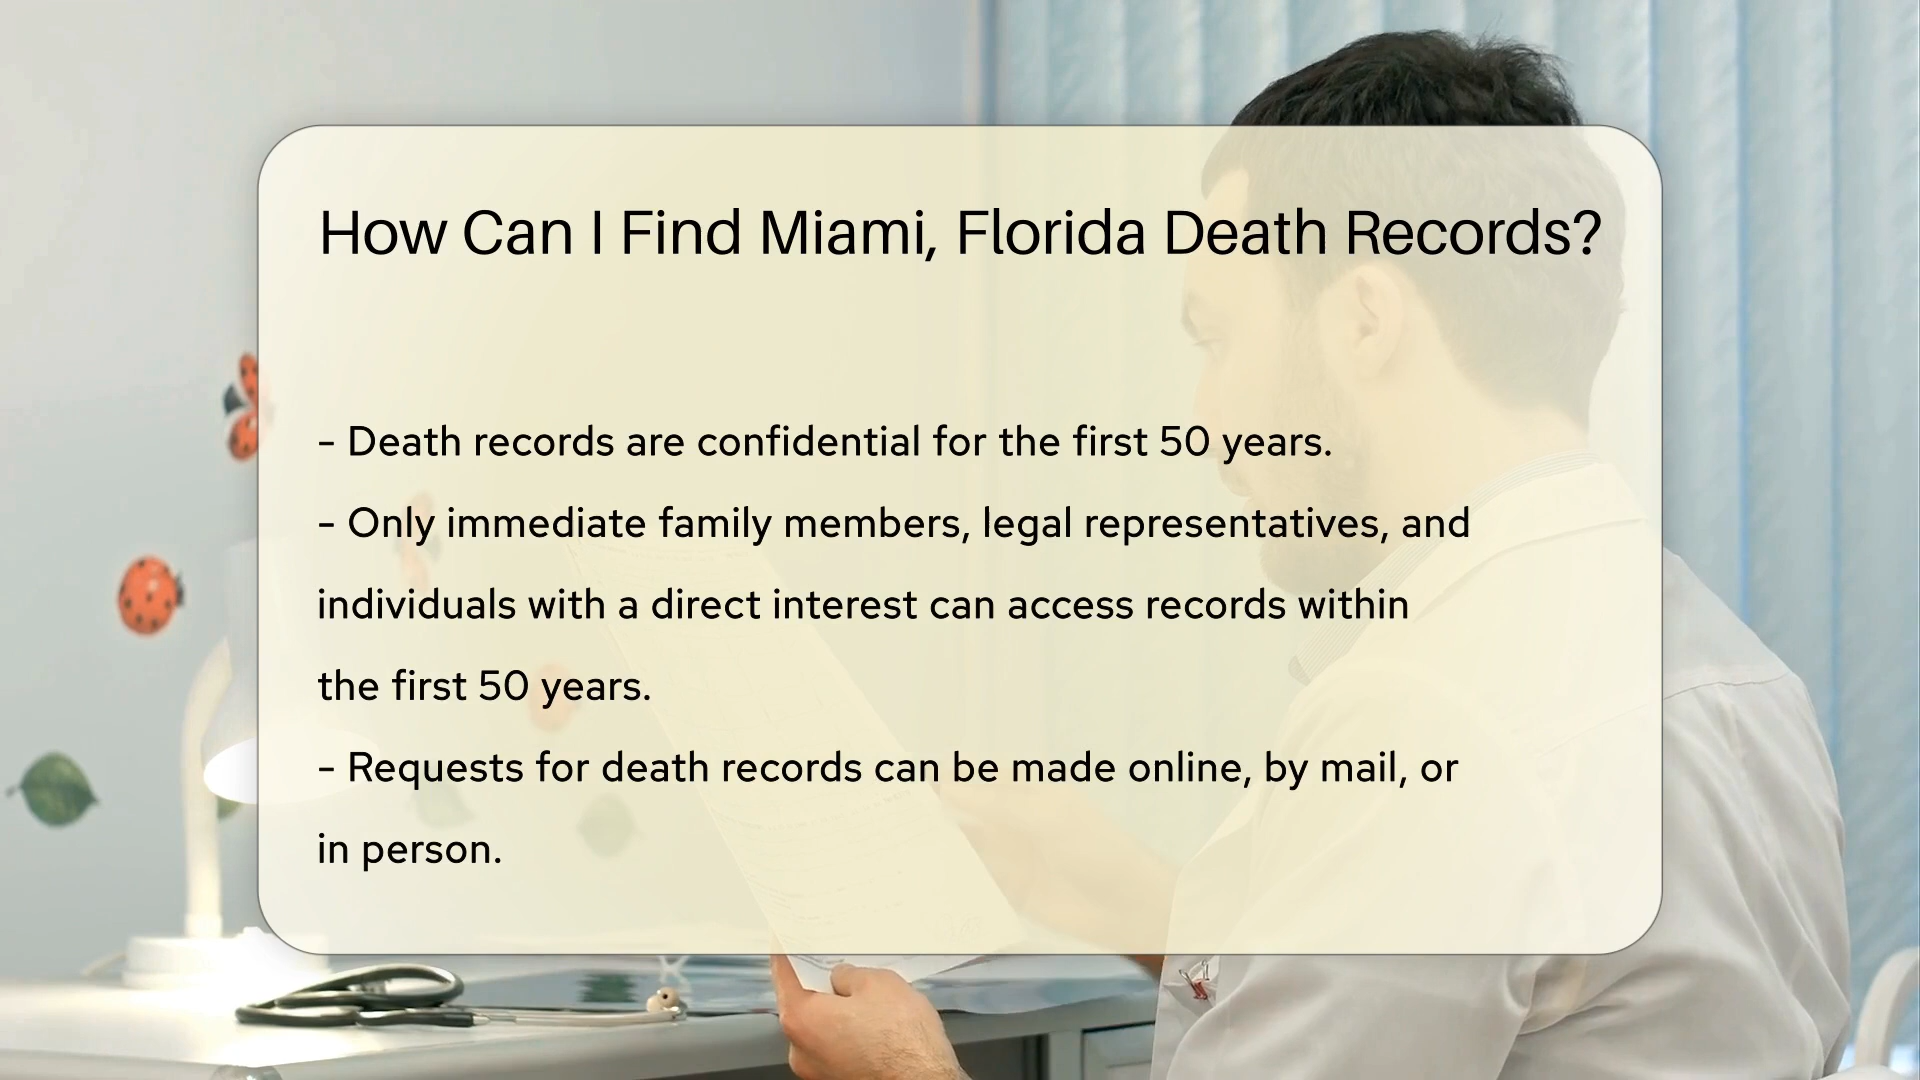 How Can I Find Miami, Florida Death Records?
- Death records are confidential for the first 50 years.
- Only immediate family members, legal representatives, and
individuals with a direct interest can access records within
the first 50 years.
- Requests for death records can be made online, by mail, or
in person.